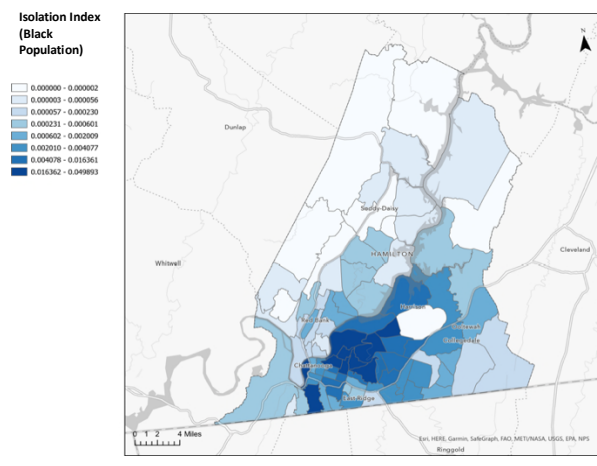 Isolation Index
(Black
Population)
0.000000 - 0.000002
0.000003 - 0.000056
0.000057 - 0.000230
0.000231 - 0.000601
0.000602 - 0.002009
0.002010 - 0.004077
0.004078 - 0.016361
0.016362 - 0.049893
N
Dunlap
Soddy-Daisy
Whitwell
HAMILTON
Cleveland
Harrison
Red Bank
Ooltewah
Collegedale
Chattanooga
East Ridge
0 1 2 4 Miles
Esri, HERE, Garmin, SafeGraph, FAO, METI/NASA, USGS, EPA, NPS
Ringgold